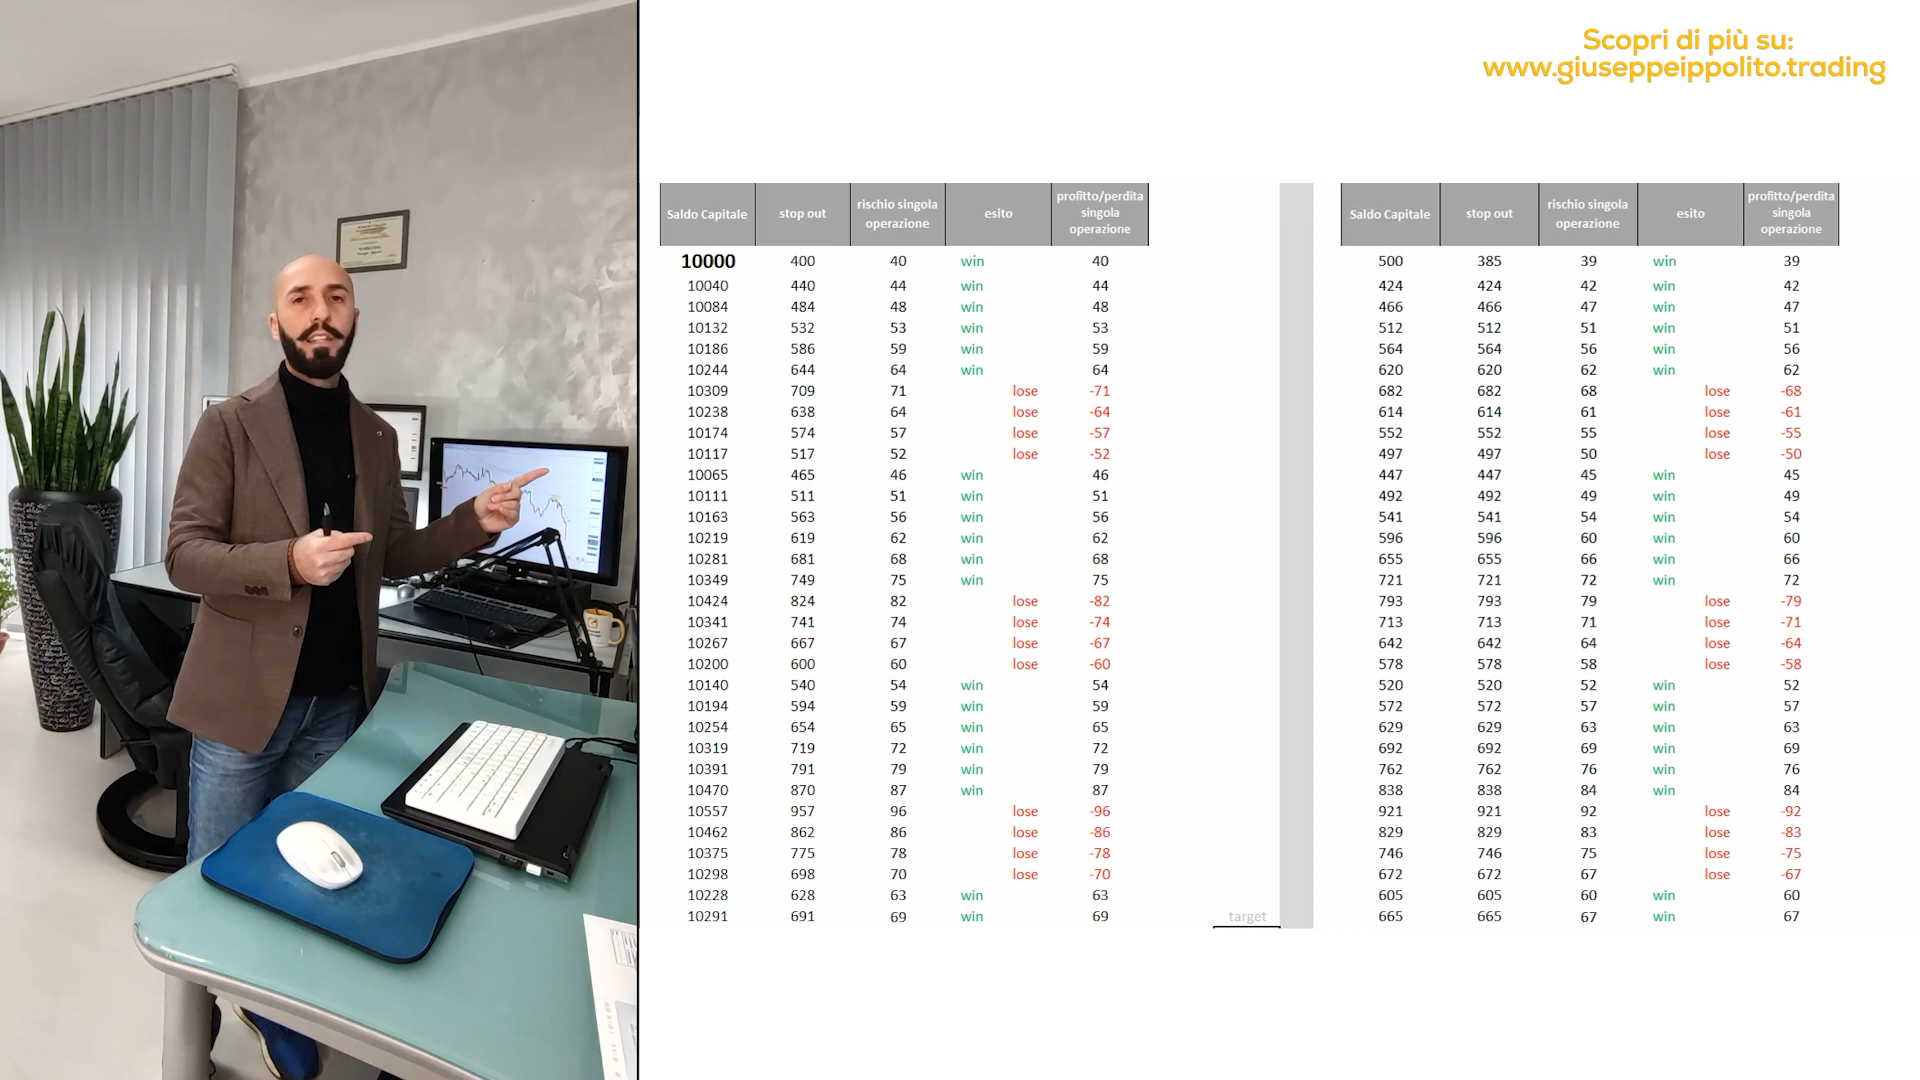 Scopri di più su:
www.giuseppeippolito.trading
Saldo Capitale stop out rischio singola operazione esito profitto/perdita singola operazione
10000 400 40 win 40
10040 440 44 win 44
10084 484 48 win 48
10132 532 53 win 53
10186 586 59 win 59
10244 644 64 win 64
10309 709 71 lose -71
10238 638 64 lose -64
10174 574 57 lose -57
10117 517 52 lose -52
10065 465 46 win 46
10111 511 51 win 51
10163 563 56 win 56
10219 619 62 win 62
10281 681 68 win 68
10349 749 75 win 75
10424 824 82 lose -82
10341 741 74 lose -74
10267 667 67 lose -67
10200 600 60 lose -60
10140 540 54 win 54
10194 594 59 win 59
10254 654 65 win 65
10319 719 72 win 72
10391 791 79 win 79
10470 870 87 win 87
10557 957 96 lose -96
10462 862 86 lose -86
10375 775 78 lose -78
10298 698 70 lose -70
10228 628 63 win 63
10291 691 69 win 69
target
Saldo Capitale stop out rischio singola operazione esito profitto/perdita singola operazione
500 385 39 win 39
424 424 42 win 42
466 466 47 win 47
512 512 51 win 51
564 564 56 win 56
620 620 62 win 62
682 682 68 lose -68
614 614 61 lose -61
552 552 55 lose -55
497 497 50 lose -50
447 447 45 win 45
492 492 49 win 49
541 541 54 win 54
596 596 60 win 60
655 655 66 win 66
721 721 72 win 72
793 793 79 lose -79
713 713 71 lose -71
642 642 64 lose -64
578 578 58 lose -58
520 520 52 win 52
572 572 57 win 57
629 629 63 win 63
692 692 69 win 69
762 762 76 win 76
838 838 84 win 84
921 921 92 lose -92
829 829 83 lose -83
746 746 75 lose -75
672 672 67 lose -67
605 605 60 win 60
665 665 67 win 67